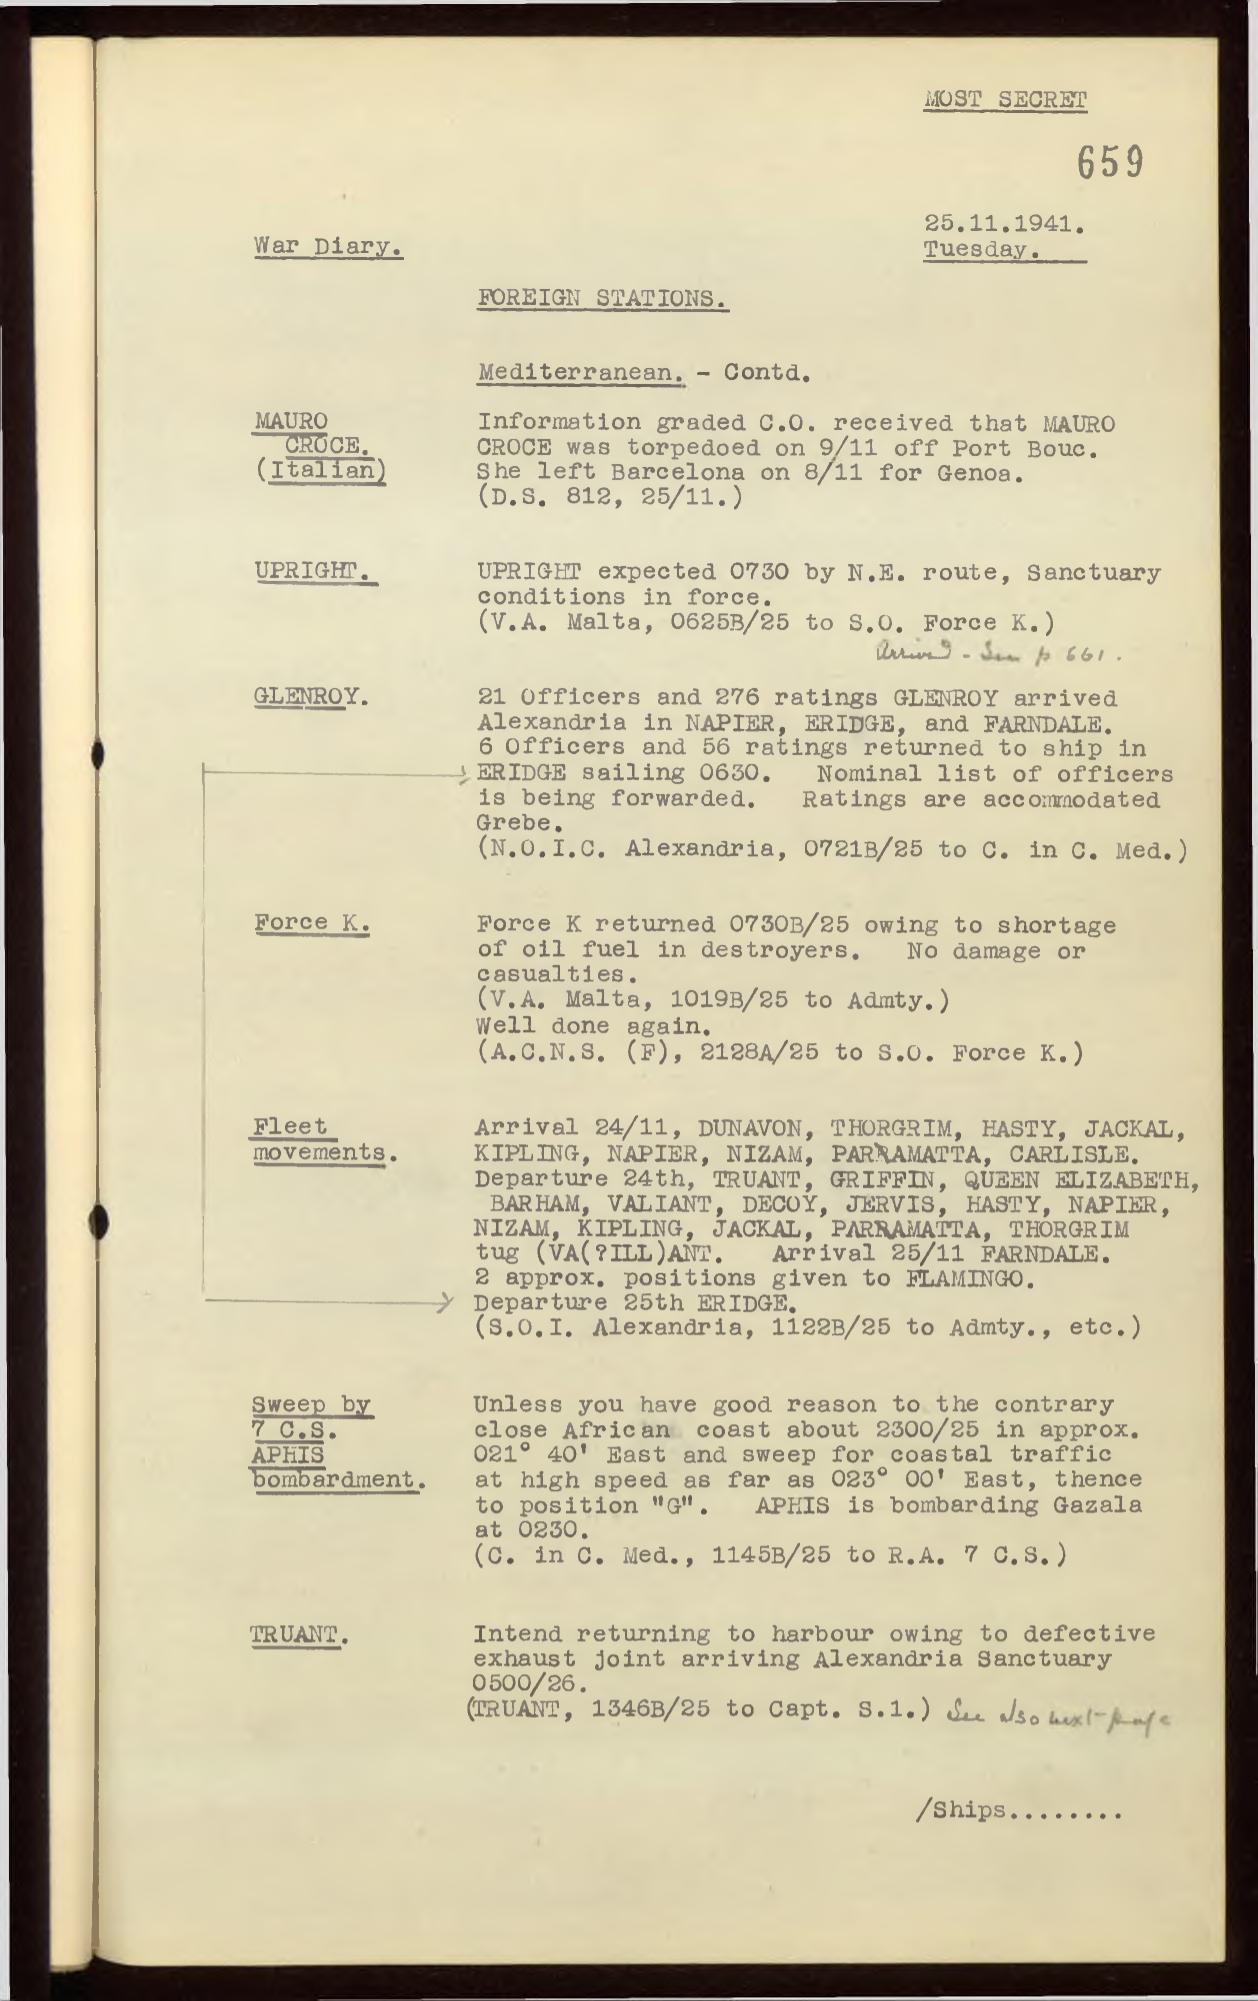 MOST SECRET
659
25.11.1941.
War Diary.
Tuesday.
FOREIGN STATIONS.
Mediterranean. - Contd.
MAURO
CROCE.
(Italian)
Information graded C.O. received that MAURO
CROCE was torpedoed on 9/11 off Port Bouc.
She left Barcelona on 8/11 for Genoa.
(D.S. 812, 25/11.)
UPRIGHT.
UPRIGHT expected 0730 by N.E. route, Sanctuary
conditions in force.
(V.A. Malta, 0625B/25 to S.O. Force K.)
Arrived - See p 661.
GLENROY.
21 Officers and 276 ratings GLENROY arrived
Alexandria in NAPIER, ERIDGE, and FARNDALE.
6 Officers and 56 ratings returned to ship in
ERIDGE sailing 0630. Nominal list of officers
is being forwarded. Ratings are accommodated
Grebe.
(N.O.I.C. Alexandria, 0721B/25 to C. in C. Med.)
Force K.
Force K returned 0730B/25 owing to shortage
of oil fuel in destroyers. No damage or
casualties.
(V.A. Malta, 1019B/25 to Admty.)
Well done again.
(A.C.N.S. (F), 2128A/25 to S.O. Force K.)
Fleet
movements.
Arrival 24/11, DUNAVON, THORGRIM, HASTY, JACKAL,
KIPLING, NAPIER, NIZAM, PARRAMATTA, CARLISLE.
Departure 24th, TRUANT, GRIFFIN, QUEEN ELIZABETH,
BARHAM, VALIANT, DECOY, JERVIS, HASTY, NAPIER,
NIZAM, KIPLING, JACKAL, PARRAMATTA, THORGRIM
tug (VA(?ILL)ANT. Arrival 25/11 FARNDALE.
2 approx. positions given to FLAMINGO.
Departure 25th ERIDGE.
(S.O.I. Alexandria, 1122B/25 to Admty., etc.)
Sweep by
7 C.S.
APHIS
bombardment.
Unless you have good reason to the contrary
close African coast about 2300/25 in approx.
021° 40' East and sweep for coastal traffic
at high speed as far as 023° 00' East, thence
to position "G". APHIS is bombarding Gazala
at 0230.
(C. in C. Med., 1145B/25 to R.A. 7 C.S.)
TRUANT.
Intend returning to harbour owing to defective
exhaust joint arriving Alexandria Sanctuary
0500/26.
(TRUANT, 1346B/25 to Capt. S.1.) See also next page
/Ships........